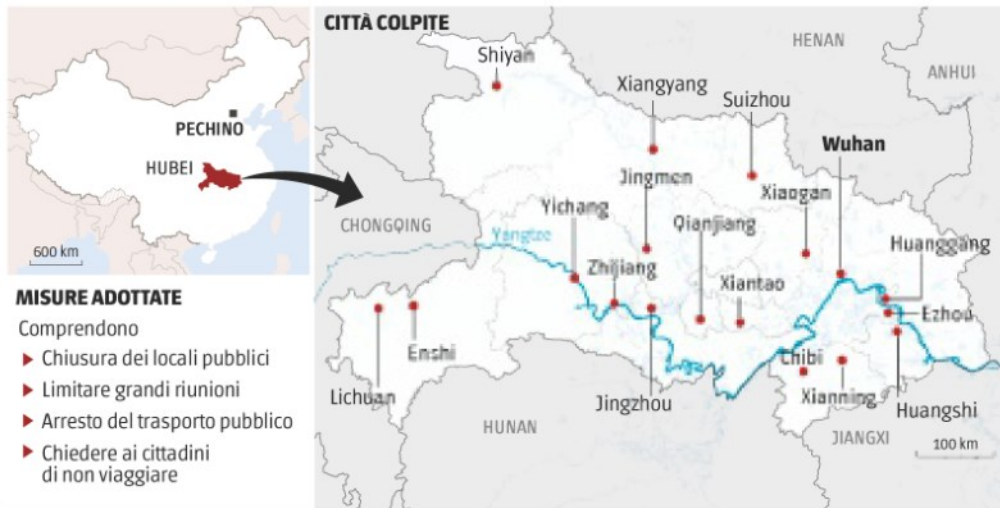 PECHINO
HUBEI
600 km
MISURE ADOTTATE
Comprendono
Chiusura dei locali pubblici
Limitare grandi riunioni
Arresto del trasporto pubblico
Chiedere ai cittadini
di non viaggiare
CITTÀ COLPITE
HENAN
ANHUI
Shiyan
Xiangyang
Suizhou
Wuhan
Jingmen
Xiaogan
CHONGQING
Yichang
Qianjiang
Yangtze
Huanggang
Zhijiang
Xiantao
Ezhou
Enshi
Chibi
Lichuan
Jingzhou
Xianning
Huangshi
HUNAN
JIANGXI
100 km